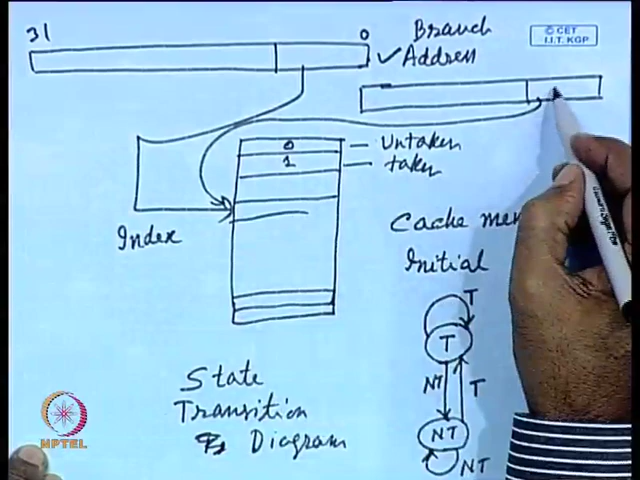 © CET
I.I.T. KGP
31
0
Branch
✓Address
0
Untaken
1
taken
Index
Cache mem
Initial
T
T
NT
T
NT
NT
State
Transition
Diagram
NPTEL